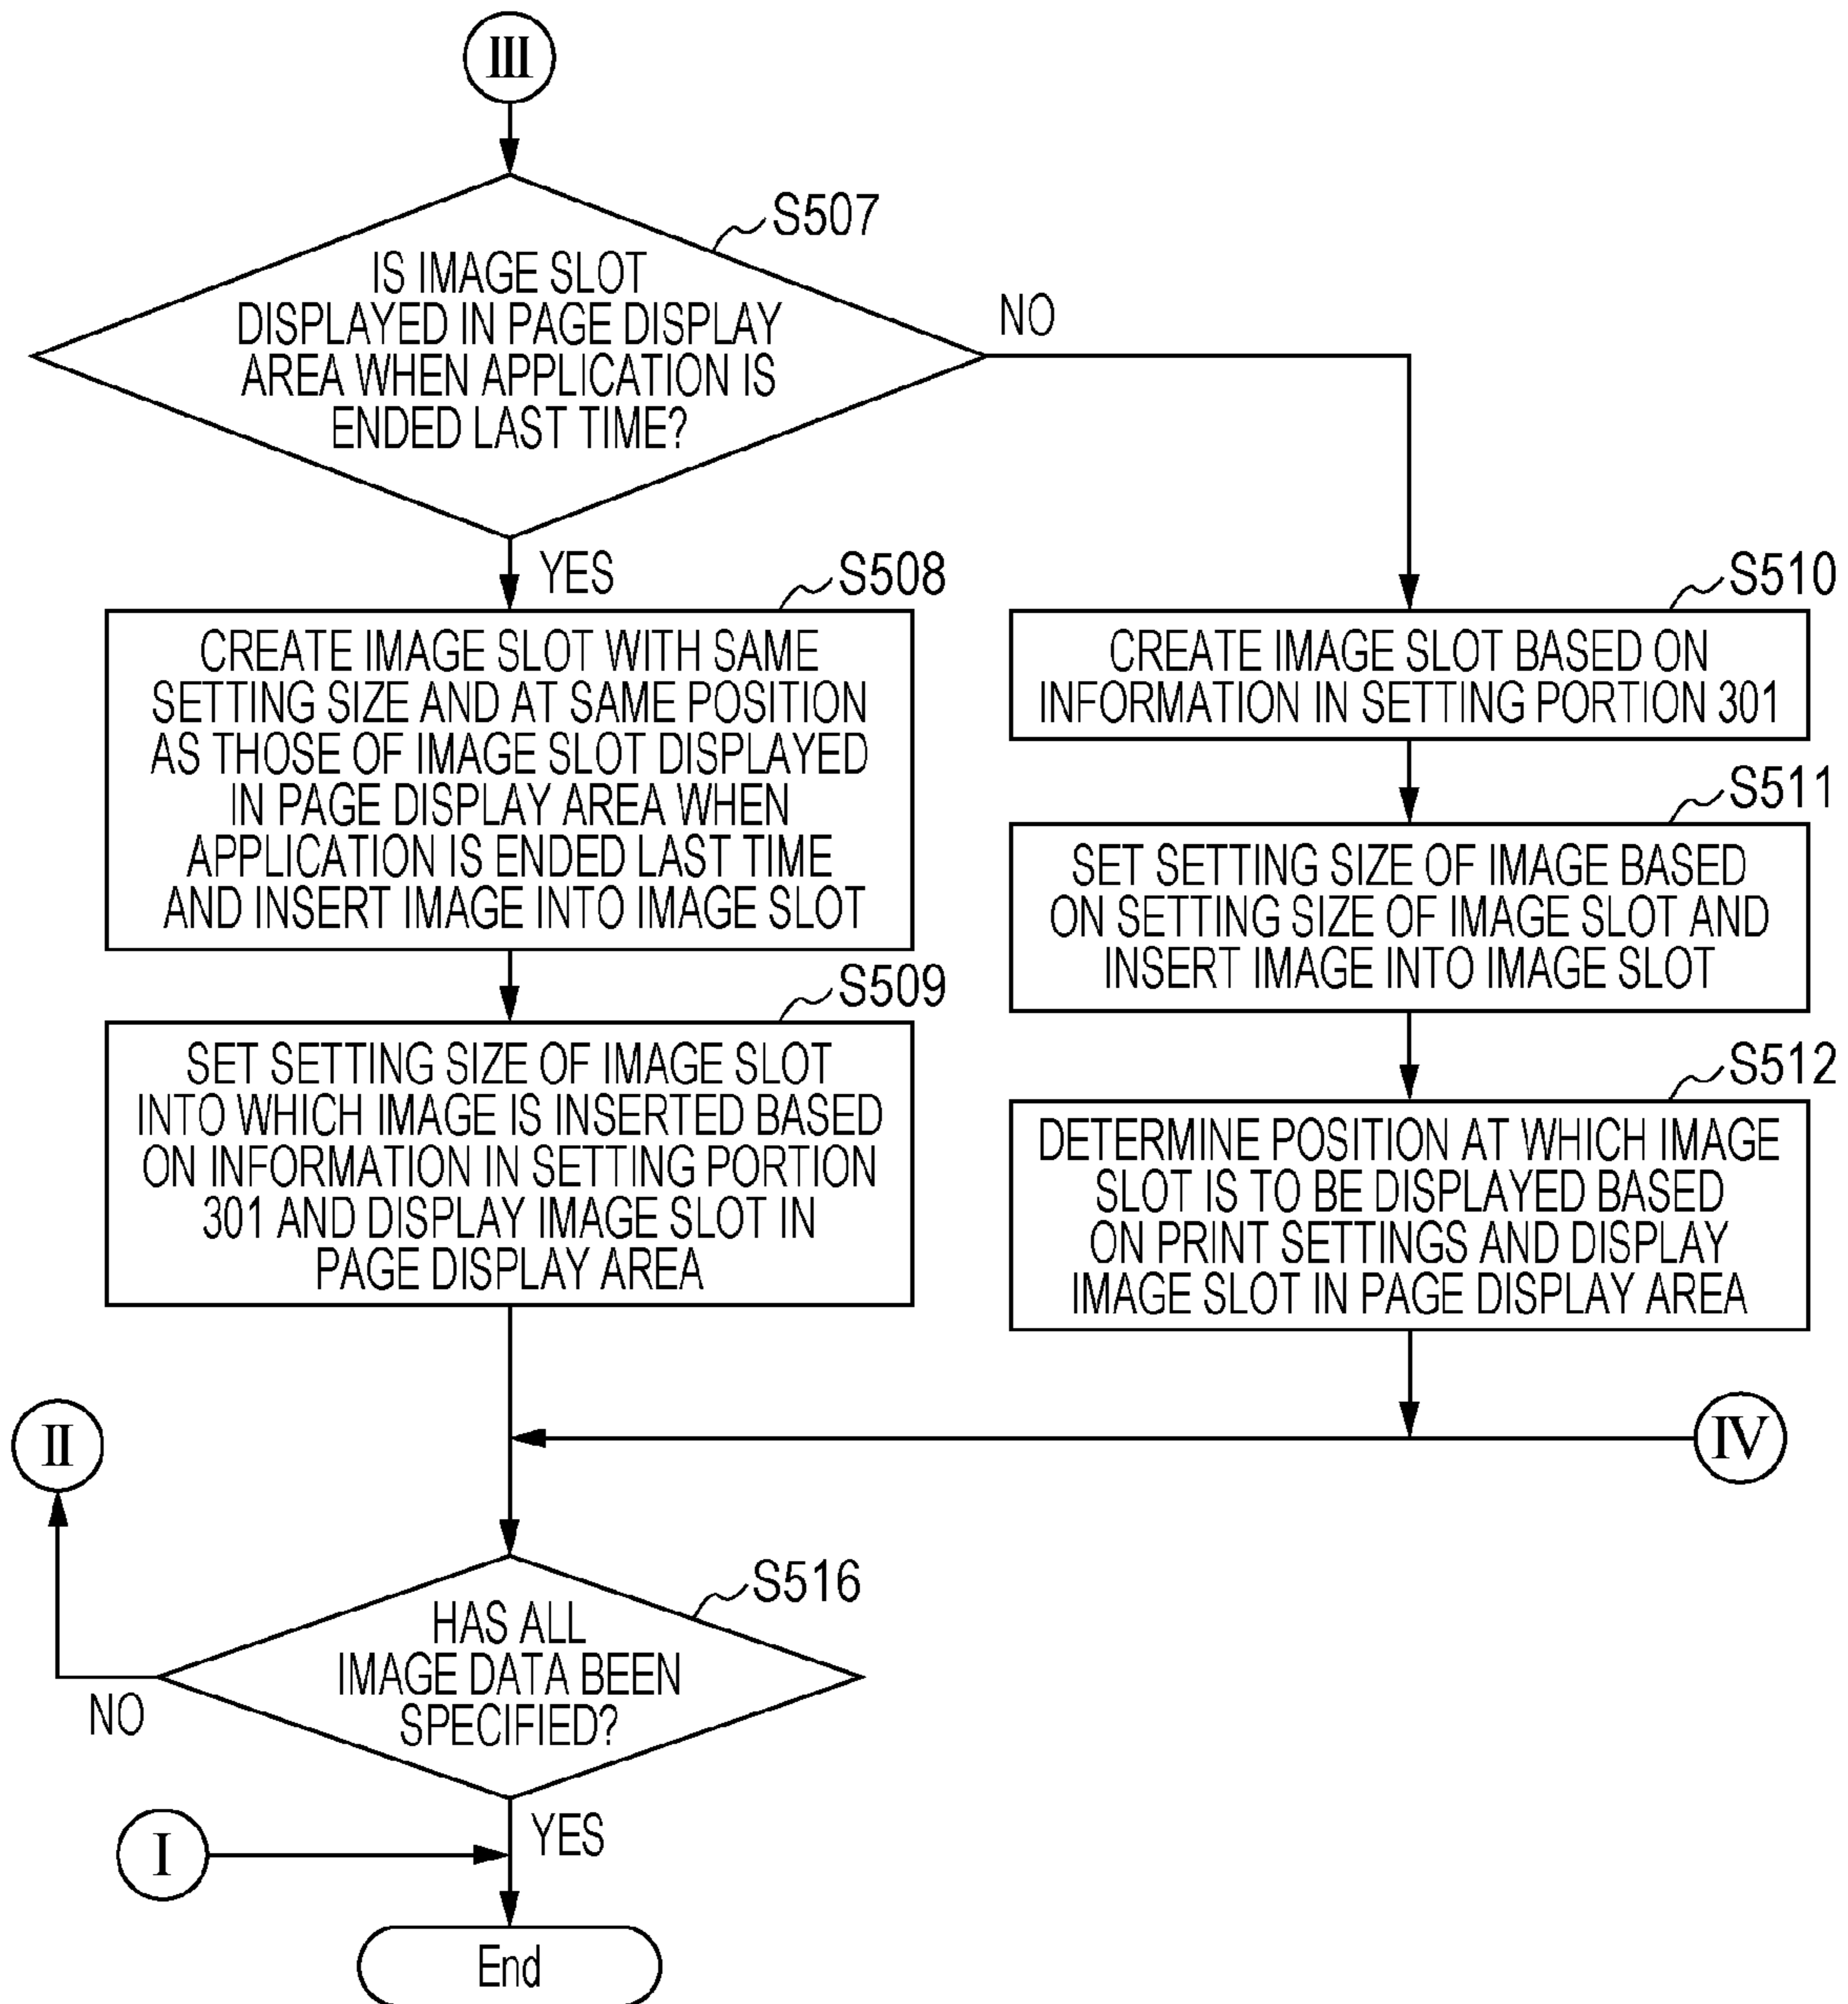 III
S507
IS IMAGE SLOT
DISPLAYED IN PAGE DISPLAY
AREA WHEN APPLICATION IS
ENDED LAST TIME?
NO
YES
S508
CREATE IMAGE SLOT WITH SAME
SETTING SIZE AND AT SAME POSITION
AS THOSE OF IMAGE SLOT DISPLAYED
IN PAGE DISPLAY AREA WHEN
APPLICATION IS ENDED LAST TIME
AND INSERT IMAGE INTO IMAGE SLOT
S509
SET SETTING SIZE OF IMAGE SLOT
INTO WHICH IMAGE IS INSERTED BASED
ON INFORMATION IN SETTING PORTION
301 AND DISPLAY IMAGE SLOT IN
PAGE DISPLAY AREA
S510
CREATE IMAGE SLOT BASED ON
INFORMATION IN SETTING PORTION 301
S511
SET SETTING SIZE OF IMAGE BASED
ON SETTING SIZE OF IMAGE SLOT AND
INSERT IMAGE INTO IMAGE SLOT
S512
DETERMINE POSITION AT WHICH IMAGE
SLOT IS TO BE DISPLAYED BASED
ON PRINT SETTINGS AND DISPLAY
IMAGE SLOT IN PAGE DISPLAY AREA
II
IV
S516
HAS ALL
IMAGE DATA BEEN
SPECIFIED?
NO
YES
I
End